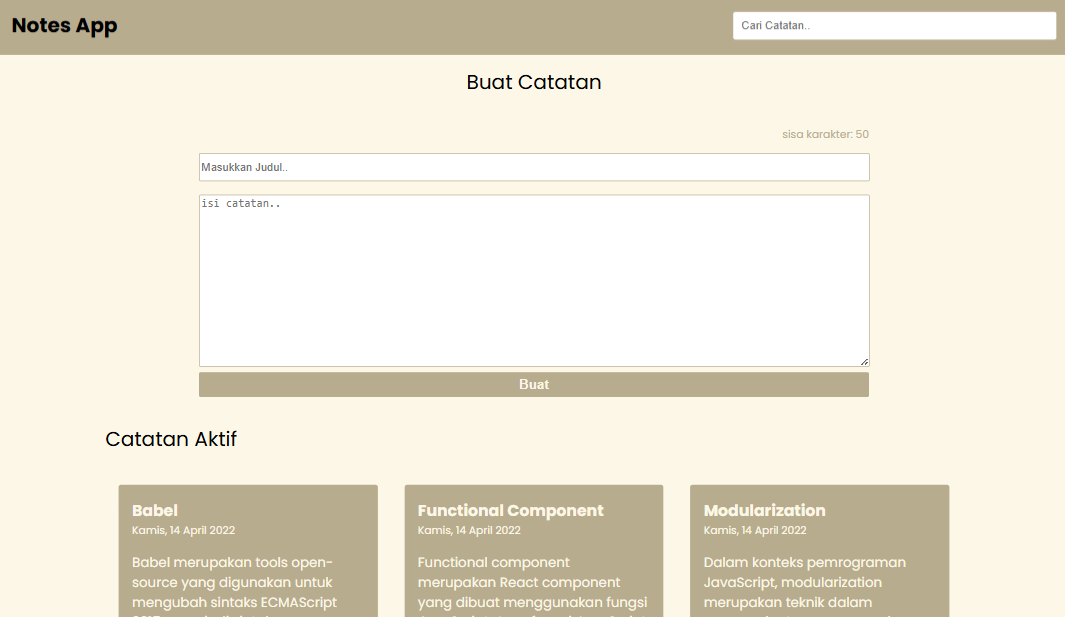 Notes App
Cari Catatan..
Buat Catatan
sisa karakter: 50
Masukkan Judul..
isi catatan..
Buat
Catatan Aktif
Babel
Kamis, 14 April 2022
Babel merupakan tools open-
source yang digunakan untuk
mengubah sintaks ECMAScript
Functional Component
Kamis, 14 April 2022
Functional component
merupakan React component
yang dibuat menggunakan fungsi
Modularization
Kamis, 14 April 2022
Dalam konteks pemrograman
JavaScript, modularization
merupakan teknik dalam